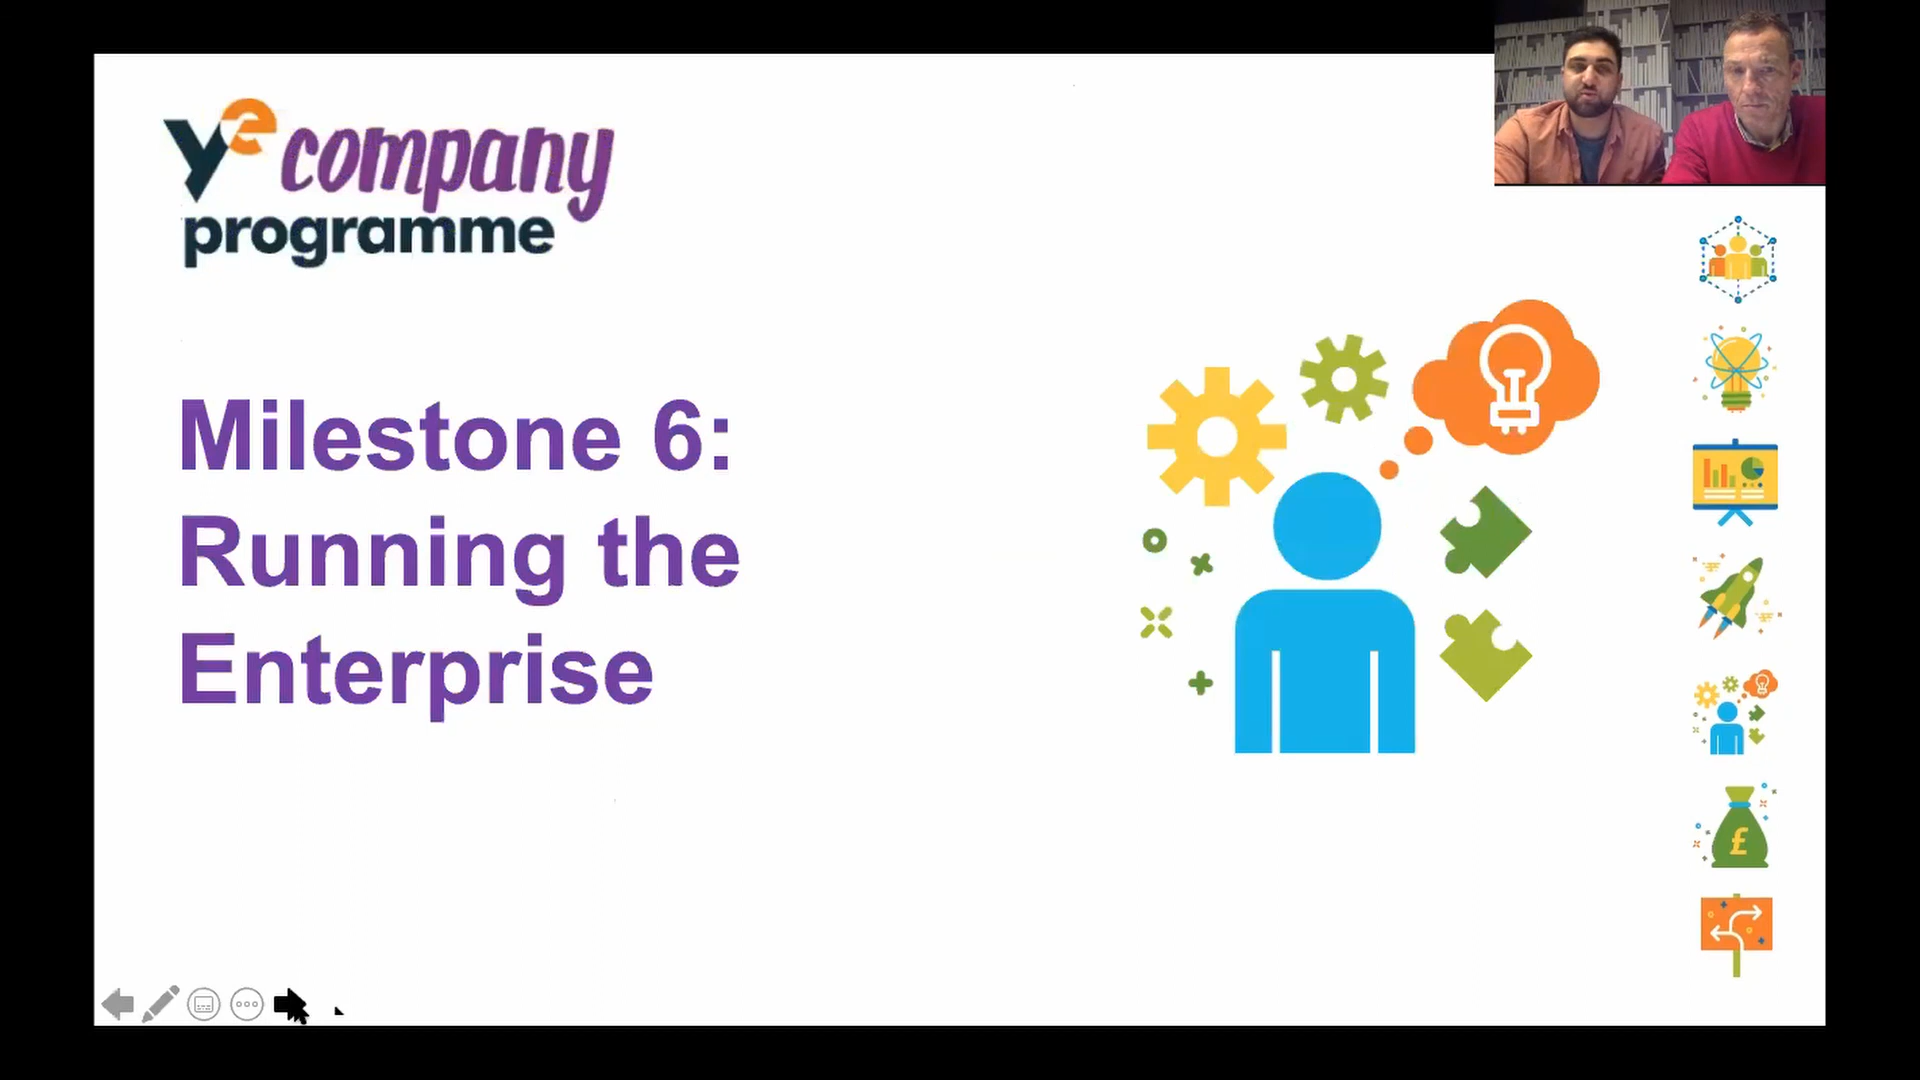 ye company
programme
Milestone 6:
Running the
Enterprise
£